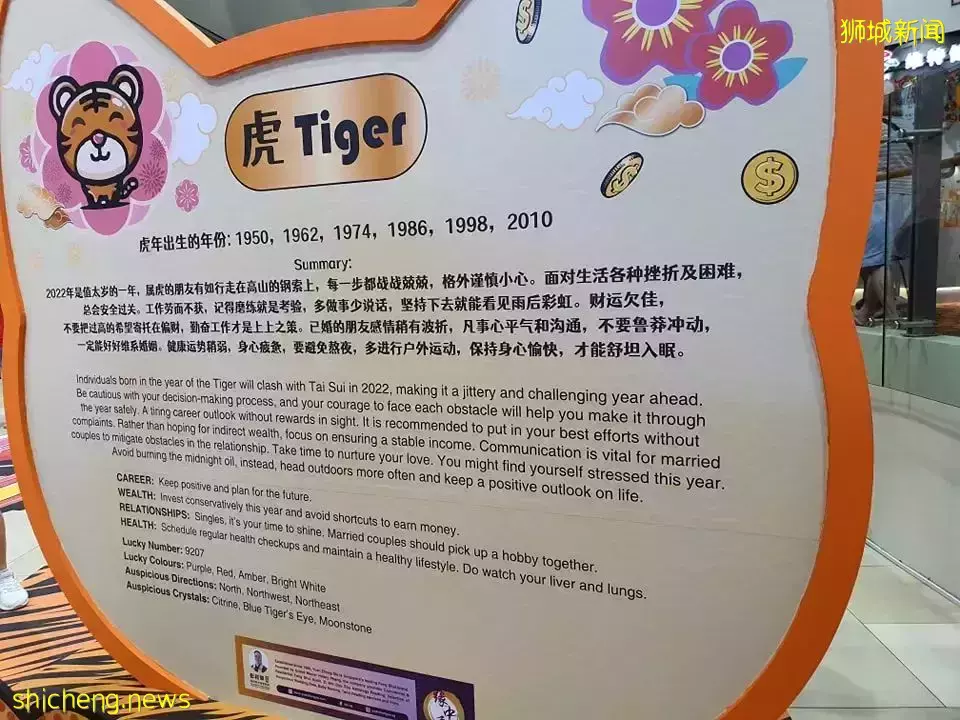 狮城新闻
虎 Tiger
虎年出生的年份: 1950, 1962, 1974, 1986, 1998, 2010
Summary:
2022年是值太岁的一年，属虎的朋友有如行走在高山的钢索上，每一步都战战兢兢，格外谨慎小心。面对生活各种挫折及困难，
总会安全过关。工作劳而不获，记得磨练就是考验，多做事少说话，坚持下去就能看见雨后彩虹。财运欠佳，
不要把过高的希望寄托在偏财，勤奋工作才是上上之策。已婚的朋友感情稍有波折，凡事心平气和沟通，不要鲁莽冲动，
一定能好好维系婚姻。健康运势稍弱，身心疲惫，要避免熬夜，多进行户外运动，保持身心愉快，才能舒坦入眠。
Individuals born in the year of the Tiger will clash with Tai Sui in 2022, making it a jittery and challenging year ahead.
Be cautious with your decision-making process, and your courage to face each obstacle will help you make it through
the year safely. A tiring career outlook without rewards in sight. It is recommended to put in your best efforts without
complaints. Rather than hoping for indirect wealth, focus on ensuring a stable income. Communication is vital for married
couples to mitigate obstacles in the relationship. Take time to nurture your love. You might find yourself stressed this year.
Avoid burning the midnight oil, instead, head outdoors more often and keep a positive outlook on life.
CAREER: Keep positive and plan for the future.
WEALTH: Invest conservatively this year and avoid shortcuts to earn money.
RELATIONSHIPS: Singles, it's your time to shine. Married couples should pick up a hobby together.
HEALTH: Schedule regular health checkups and maintain a healthy lifestyle. Do watch your liver and lungs.
Lucky Number: 9207
Lucky Colours: Purple, Red, Amber, Bright White
Auspicious Directions: North, Northwest, Northeast
Auspicious Crystals: Citrine, Blue Tiger's Eye, Moonstone
shicheng.news